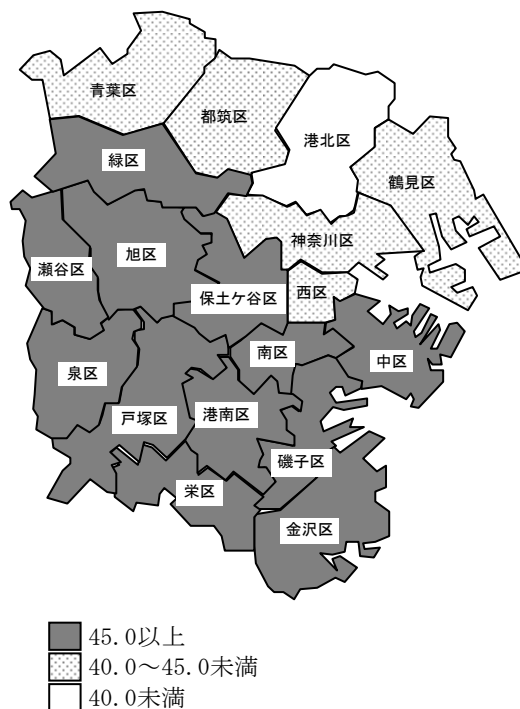 青葉区
都筑区
港北区
緑区
鶴見区
神奈川区
旭区
瀬谷区
保土ケ谷区
西区
南区
中区
泉区
戸塚区
港南区
磯子区
栄区
金沢区
45.0以上
40.0～45.0未満
40.0未満